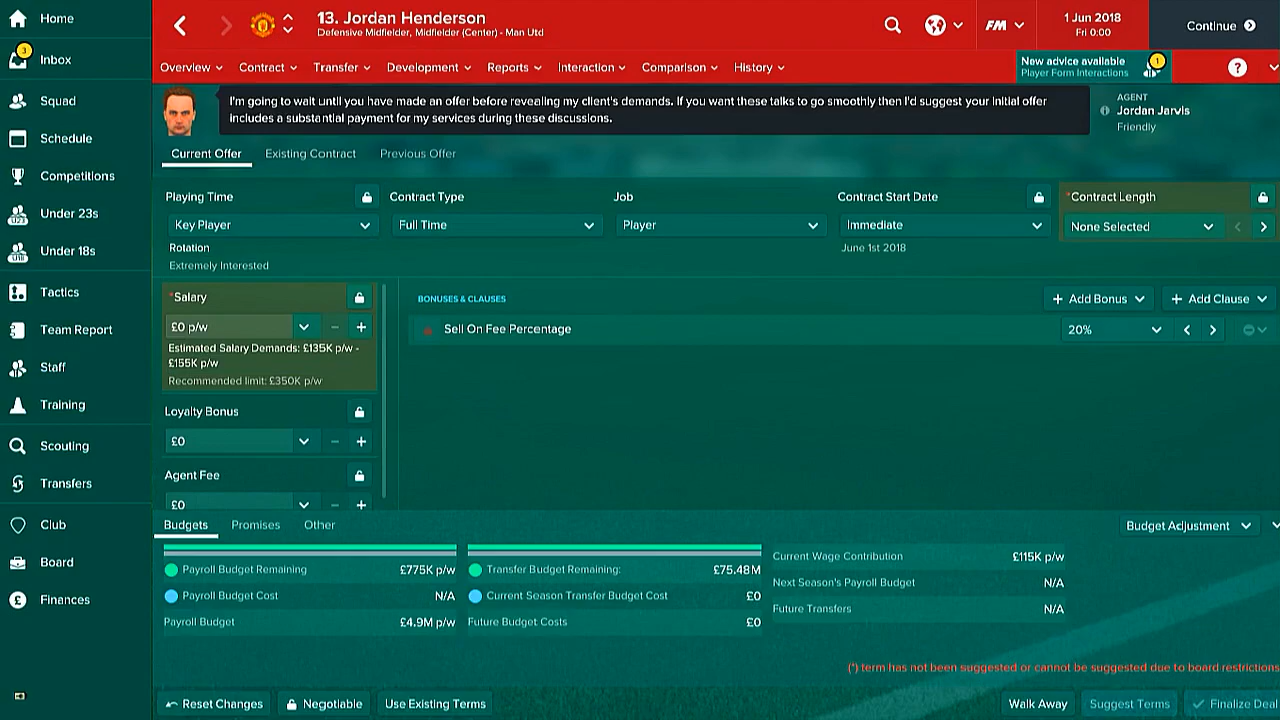 Home
13. Jordan Henderson
Defensive Midfielder, Midfielder (Center) - Man Utd
FM
1 Jun 2018
Fri 0:00
Continue
3
Inbox
Overview
Contract
Transfer
Development
Reports
Interaction
Comparison
History
New advice available
Player Form Interactions
1
?
Squad
Schedule
Competitions
Under 23s
Under 18s
Tactics
Team Report
Staff
Training
Scouting
Transfers
Club
Board
Finances
I'm going to wait until you have made an offer before revealing my client's demands. If you want these talks to go smoothly then I'd suggest your initial offer
includes a substantial payment for my services during these discussions.
AGENT
Jordan Jarvis
Friendly
Current Offer
Existing Contract
Previous Offer
Playing Time
Key Player
Rotation
Extremely Interested
Contract Type
Full Time
Job
Player
Contract Start Date
Immediate
June 1st 2018
*Contract Length
None Selected
*Salary
£0 p/w
Estimated Salary Demands: £135K p/w -
£155K p/w
Recommended limit: £350K p/w
Loyalty Bonus
£0
Agent Fee
£0
BONUSES & CLAUSES
Add Bonus
Add Clause
Sell On Fee Percentage
20%
Budgets
Promises
Other
Budget Adjustment
Payroll Budget Remaining
£775K p/w
Payroll Budget Cost
N/A
Payroll Budget
£4.9M p/w
Transfer Budget Remaining:
£75.48M
Current Season Transfer Budget Cost
£0
Future Budget Costs
£0
Current Wage Contribution
£115K p/w
Next Season's Payroll Budget
N/A
Future Transfers
N/A
(*) term has not been suggested or cannot be suggested due to board restrictions
Reset Changes
Negotiable
Use Existing Terms
Walk Away
Suggest Terms
Finalize Deal